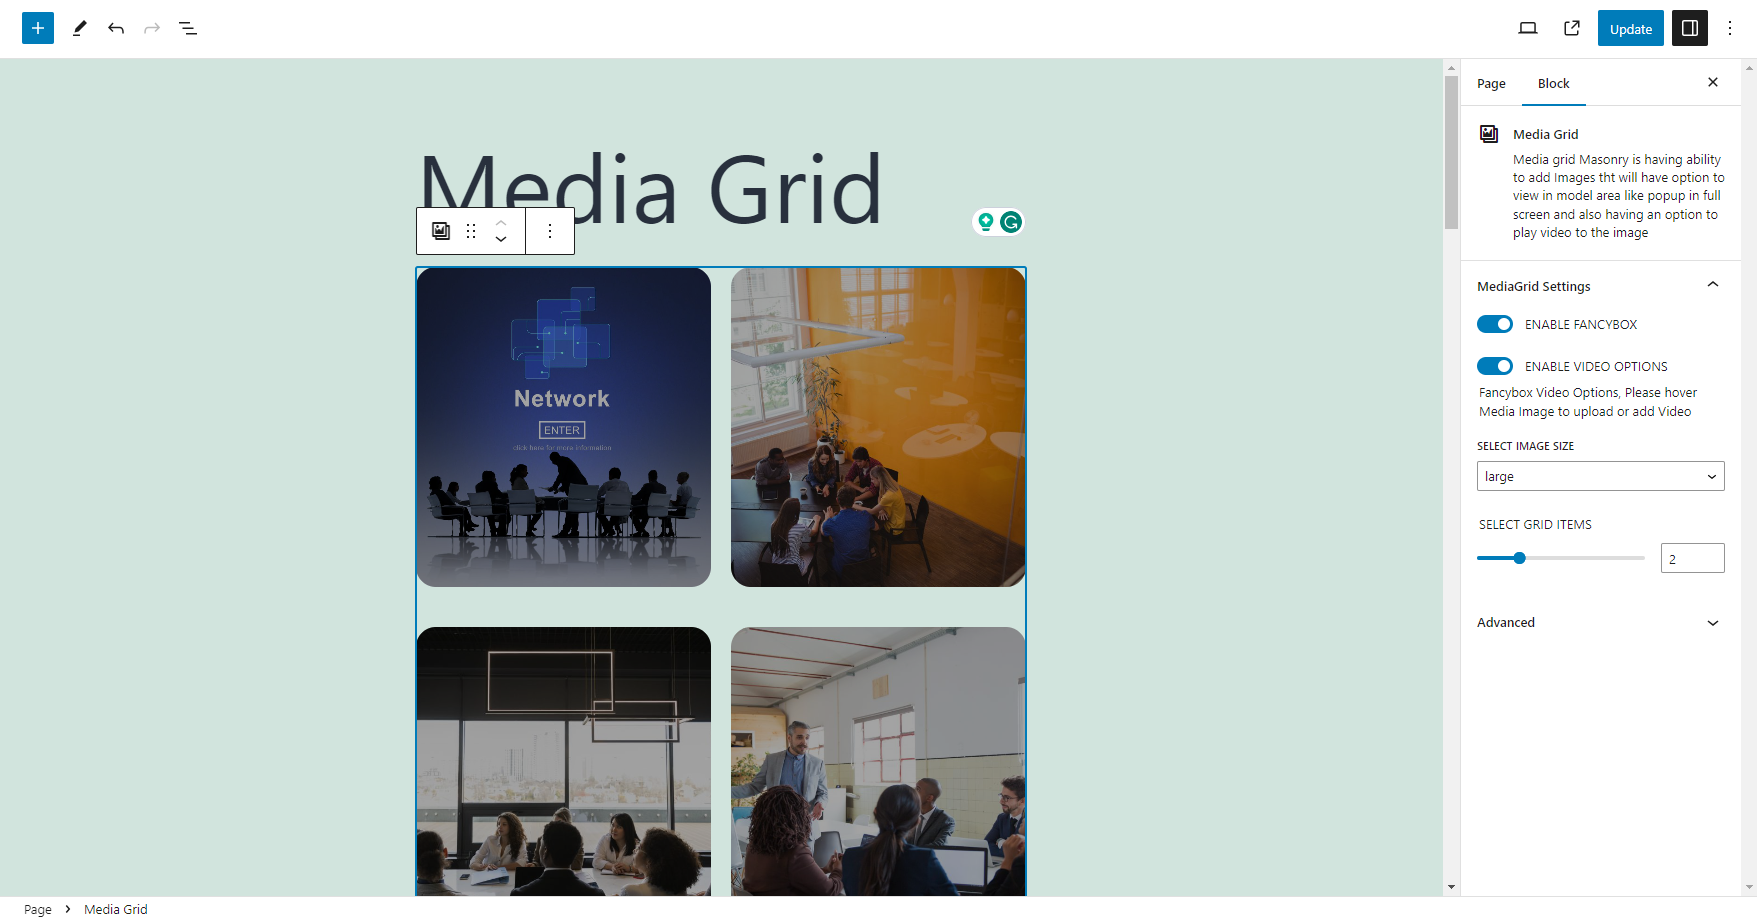 Update
Page
Block
Media Grid
Media grid Masonry is having ability
to add Images tht will have option to
view in model area like popup in full
screen and also having an option to
play video to the image
MediaGrid Settings
ENABLE FANCYBOX
ENABLE VIDEO OPTIONS
Fancybox Video Options, Please hover
Media Image to upload or add Video
SELECT IMAGE SIZE
large
SELECT GRID ITEMS
2
Advanced
Media Grid
Network
ENTER
click here for more information
Page
Media Grid